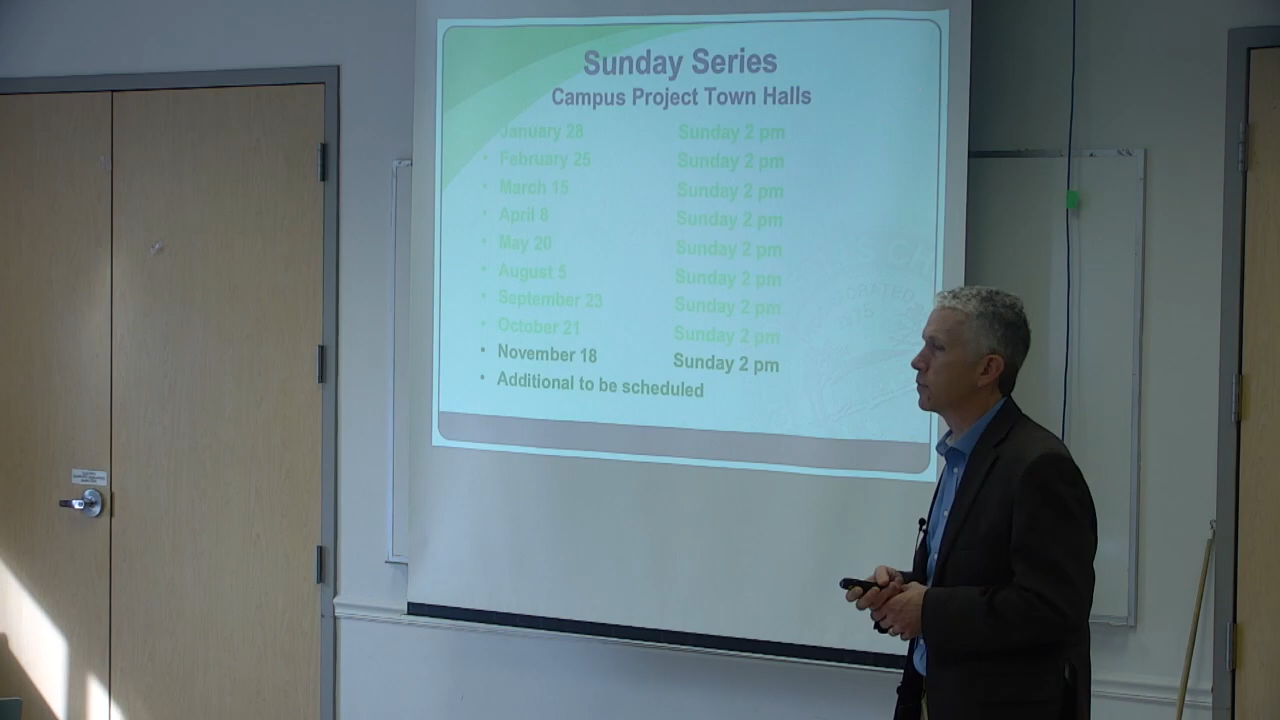 Sunday Series
Campus Project Town Halls
January 28 Sunday 2 pm
• February 25 Sunday 2 pm
• March 15 Sunday 2 pm
• April 8 Sunday 2 pm
• May 20 Sunday 2 pm
• August 5 Sunday 2 pm
• September 23 Sunday 2 pm
• October 21 Sunday 2 pm
• November 18 Sunday 2 pm
• Additional to be scheduled